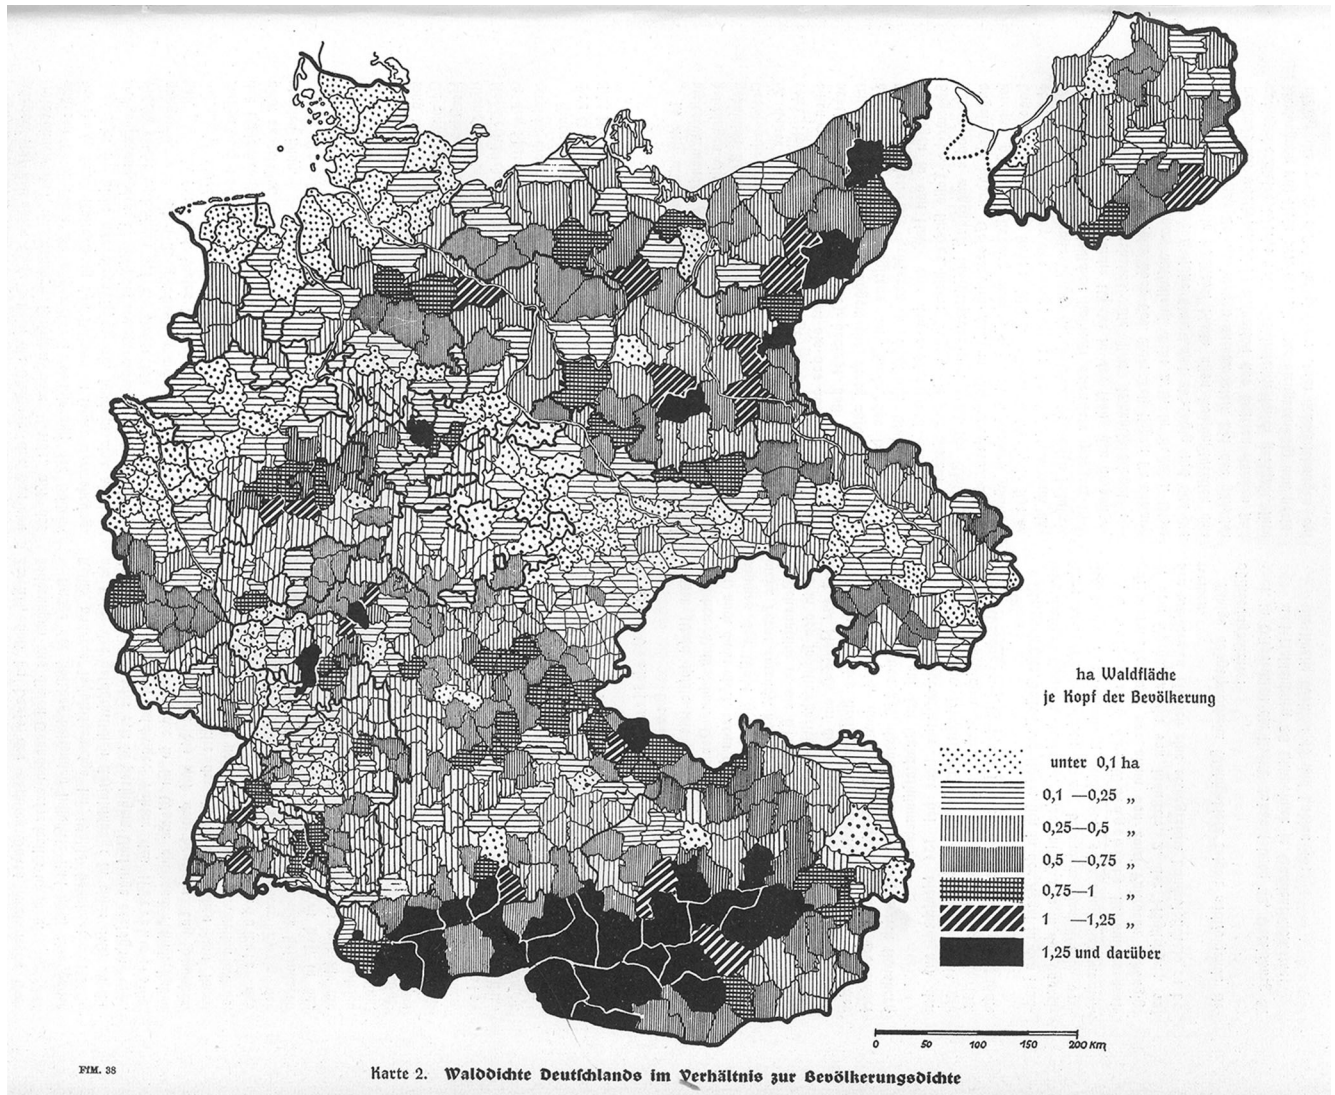 ha Waldfläche
je Kopf der Bevölkerung
unter 0,1 ha
0,1 —0,25 „
0,25—0,5 „
0,5 —0,75 „
0,75—1 „
1 —1,25 „
1,25 und darüber
0 50 100 150 200 Km
FfM. 38
Karte 2. Walddichte Deutſchlands im Verhältnis zur Bevölkerungsdichte